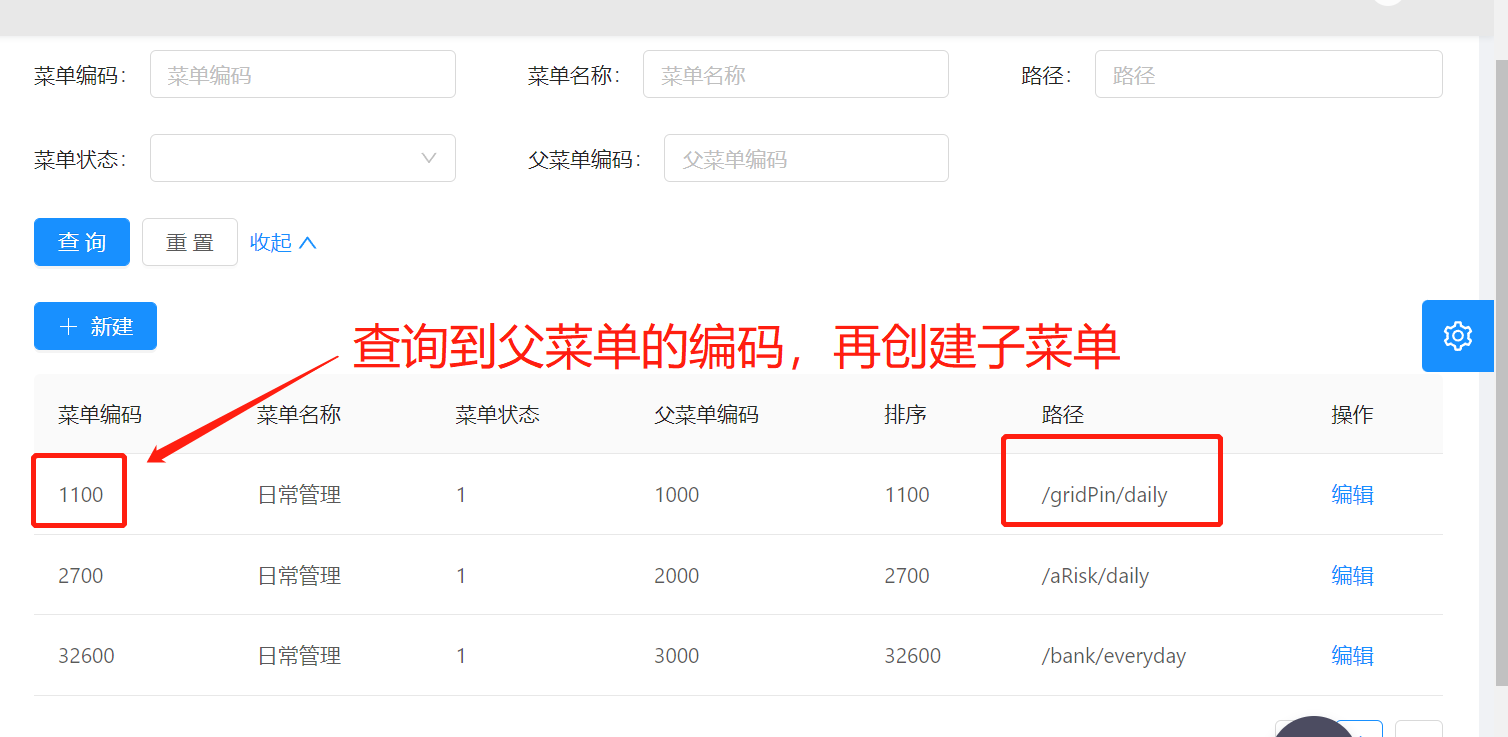 菜单编码： 菜单编码 菜单名称： 菜单名称 路径： 路径
菜单状态： 父菜单编码： 父菜单编码
查 询 重 置 收起
新建
查询到父菜单的编码，再创建子菜单
菜单编码 菜单名称 菜单状态 父菜单编码 排序 路径 操作
1100 日常管理 1 1000 1100 /gridPin/daily 编辑
2700 日常管理 1 2000 2700 /aRisk/daily 编辑
32600 日常管理 1 3000 32600 /bank/everyday 编辑